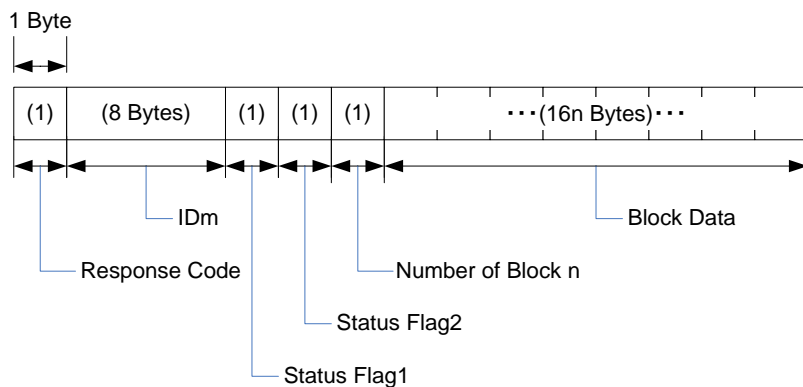 1 Byte
(1) (8 Bytes) (1) (1) (1) ···(16n Bytes)···
IDm Block Data
Response Code Number of Block n
Status Flag2
Status Flag1